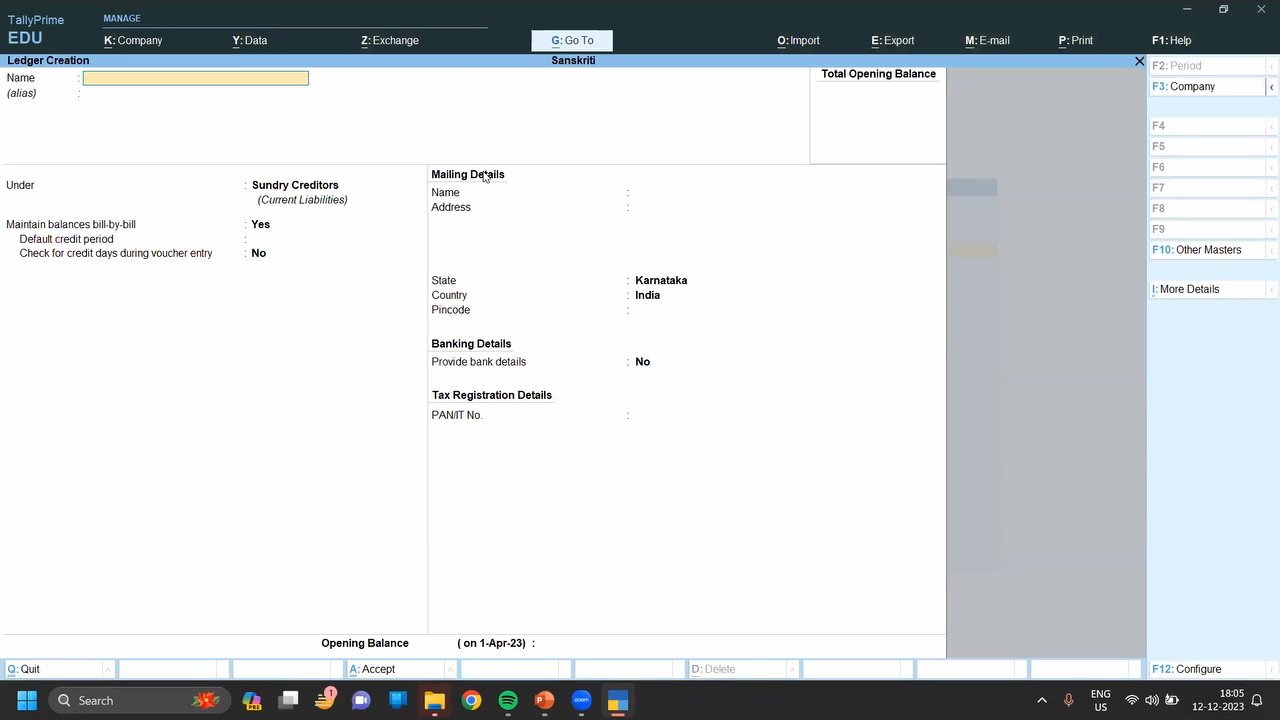 TallyPrime
EDU
MANAGE
K: Company
Y: Data
Z: Exchange
G: Go To
O: Import
E: Export
M: E-mail
P: Print
F1: Help
Ledger Creation
Sanskriti
Name :
(alias) :
Total Opening Balance
Under : Sundry Creditors
(Current Liabilities)
Maintain balances bill-by-bill : Yes
Default credit period :
Check for credit days during voucher entry : No
Mailing Details
Name :
Address :
State : Karnataka
Country : India
Pincode :
Banking Details
Provide bank details : No
Tax Registration Details
PAN/IT No. :
Opening Balance ( on 1-Apr-23) :
F2: Period
F3: Company
F4
F5
F6
F7
F8
F9
F10: Other Masters
I: More Details
F12: Configure
Q: Quit
A: Accept
D: Delete
Search
PRE
1
zoom
ENG
US
18:05
12-12-2023